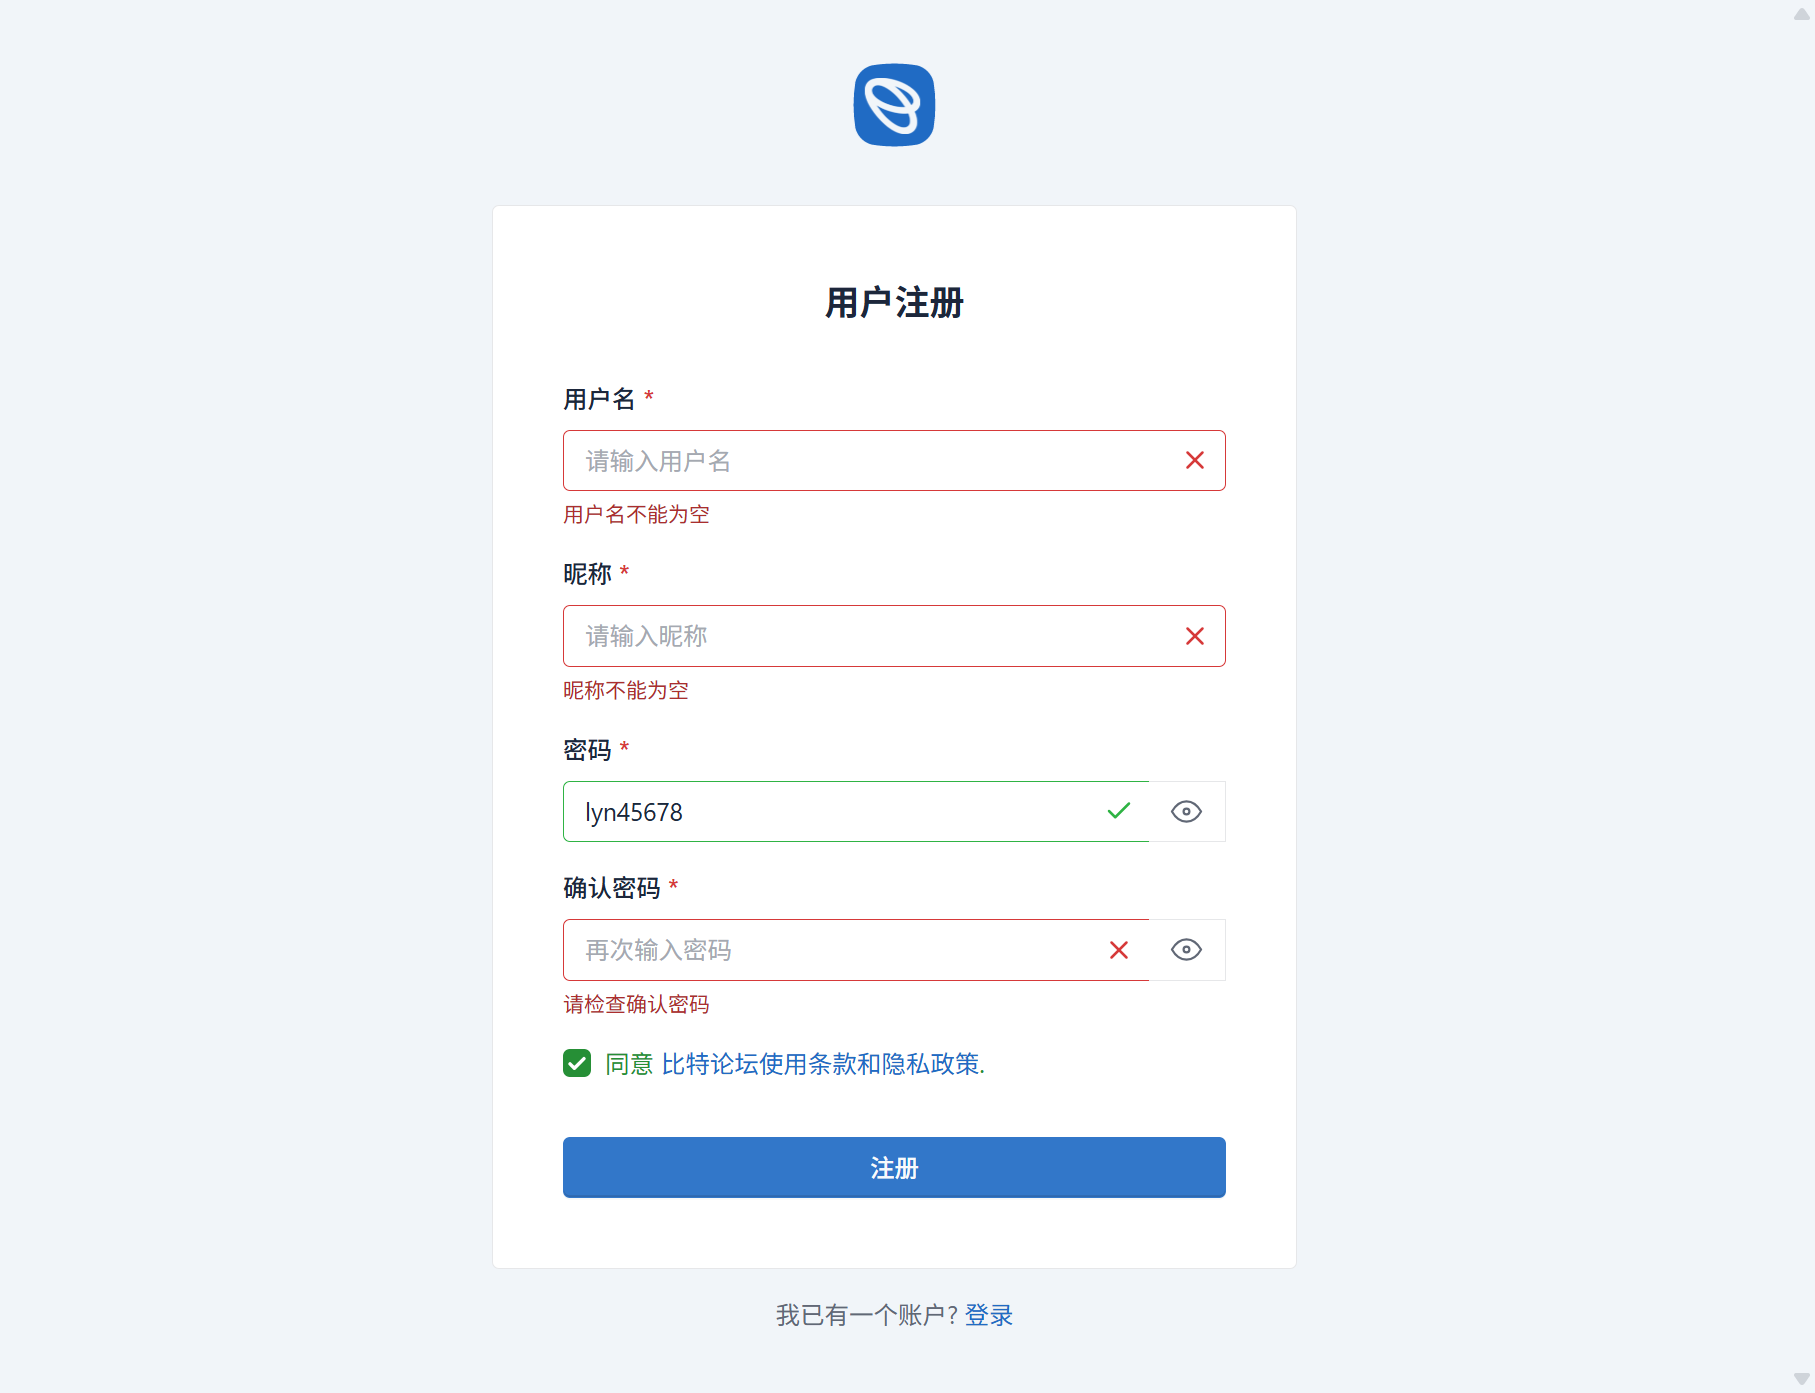 用户注册
用户名 *
请输入用户名
用户名不能为空
昵称 *
请输入昵称
昵称不能为空
密码 *
lyn45678
确认密码 *
再次输入密码
请检查确认密码
同意 比特论坛使用条款和隐私政策.
注册
我已有一个账户? 登录